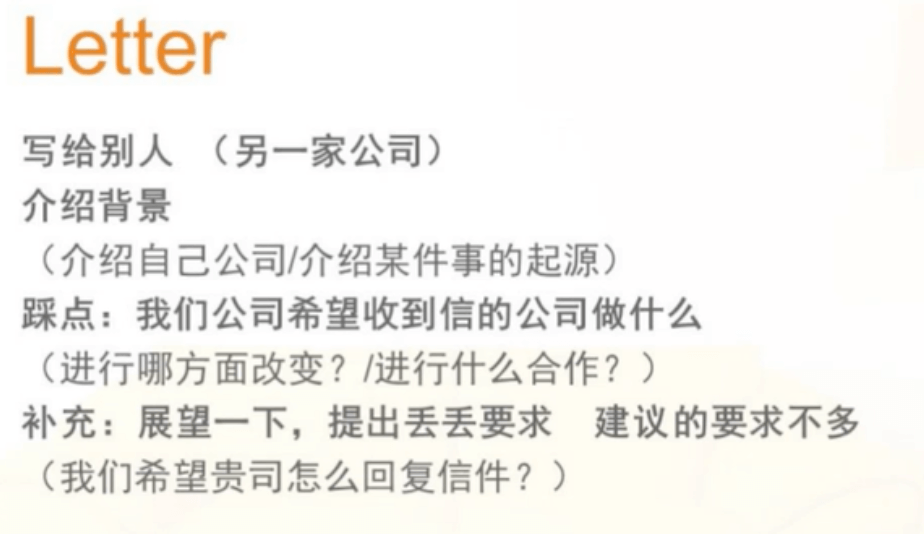 Letter
写给别人 （另一家公司）
介绍背景
（介绍自己公司/介绍某件事的起源）
踩点：我们公司希望收到信的公司做什么
（进行哪方面改变？/进行什么合作？）
补充：展望一下，提出丢丢要求 建议的要求不多
（我们希望贵司怎么回复信件？）